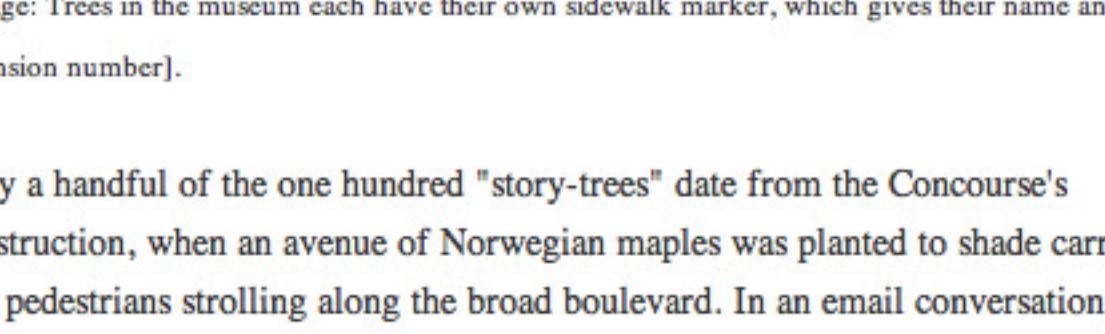 ge: Trees in the museum each have their own sidewalk marker, which gives their name an
nsion number].
y a handful of the one hundred "story-trees" date from the Concourse's
struction, when an avenue of Norwegian maples was planted to shade carr
pedestrians strolling along the broad boulevard. In an email conversation